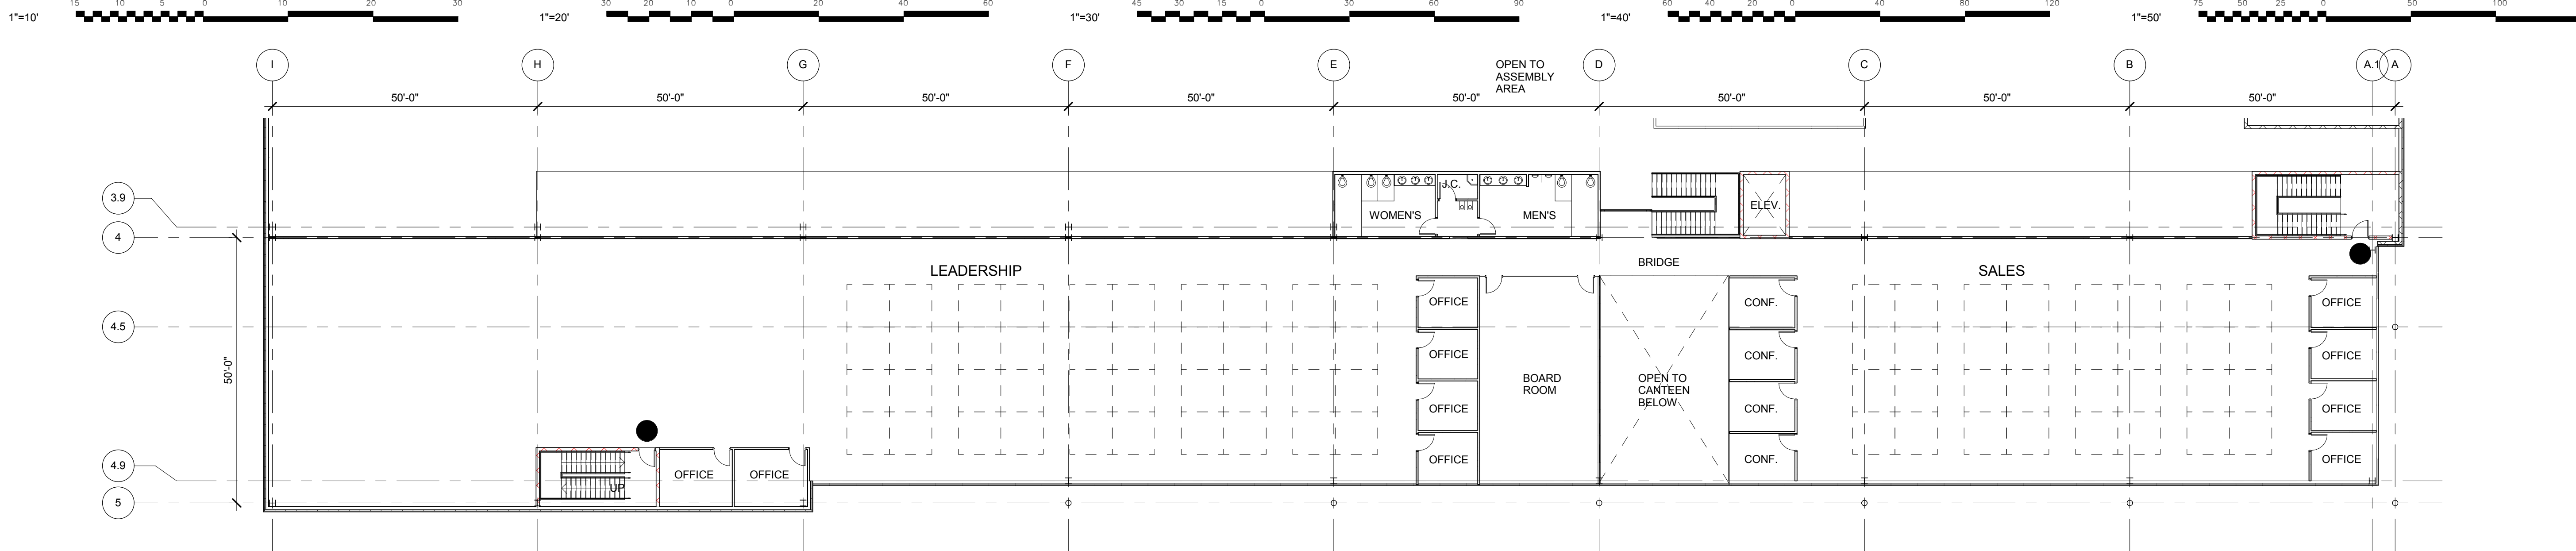 15 10 5 0 10 20 30
1"=10'
30 20 10 0 20 40 60
1"=20'
45 30 15 0 30 60 90
1"=30'
60 40 20 0 40 80 120
1"=40'
75 50 25 0 50 100
1"=50'
I H G F E D C B A.1 A
OPEN TO
ASSEMBLY
AREA
50'-0" 50'-0" 50'-0" 50'-0" 50'-0" 50'-0" 50'-0" 50'-0"
3.9
J.C.
WOMEN'S
MEN'S
ELEV.
4
BRIDGE
LEADERSHIP
SALES
OFFICE
CONF.
OFFICE
4.5
OFFICE
CONF.
OFFICE
50'-0"
BOARD
ROOM
OPEN TO
CANTEEN
BELOW
OFFICE
CONF.
OFFICE
OFFICE
CONF.
OFFICE
4.9
OFFICE
OFFICE
UP
5